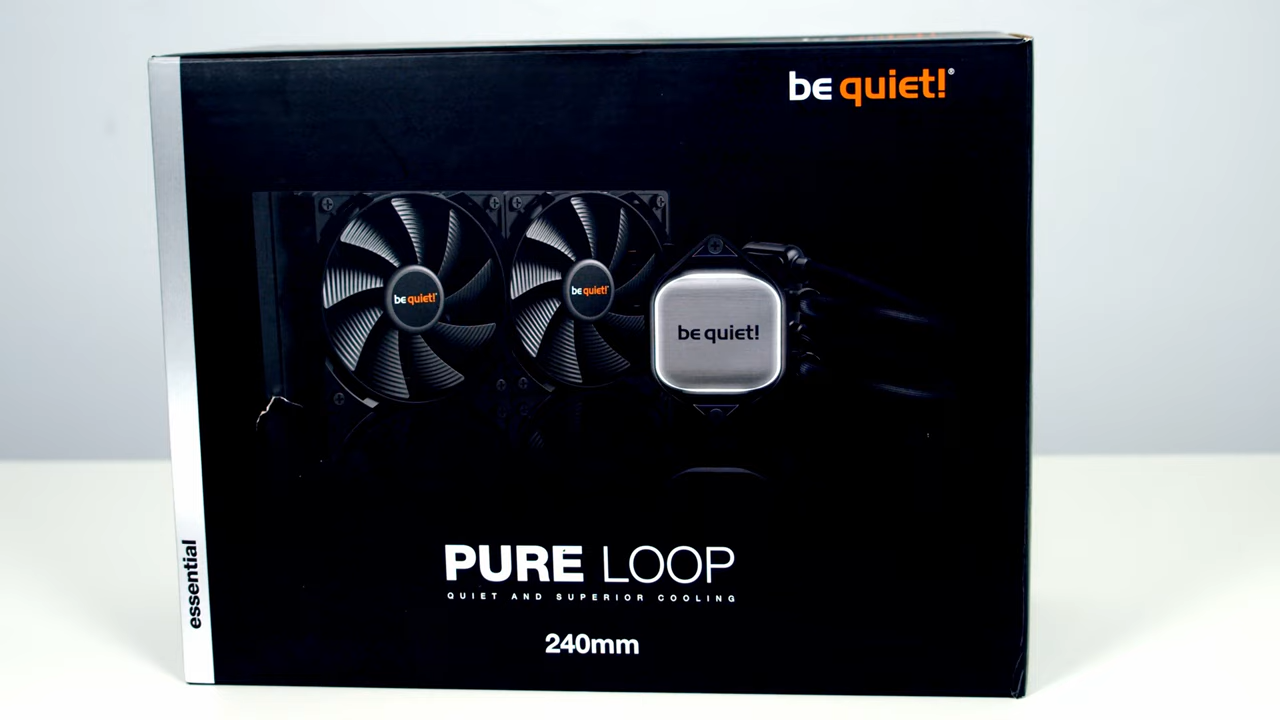 be quiet!®
be quiet!
be quiet!
be quiet!
essential
PURE LOOP
QUIET AND SUPERIOR COOLING
240mm